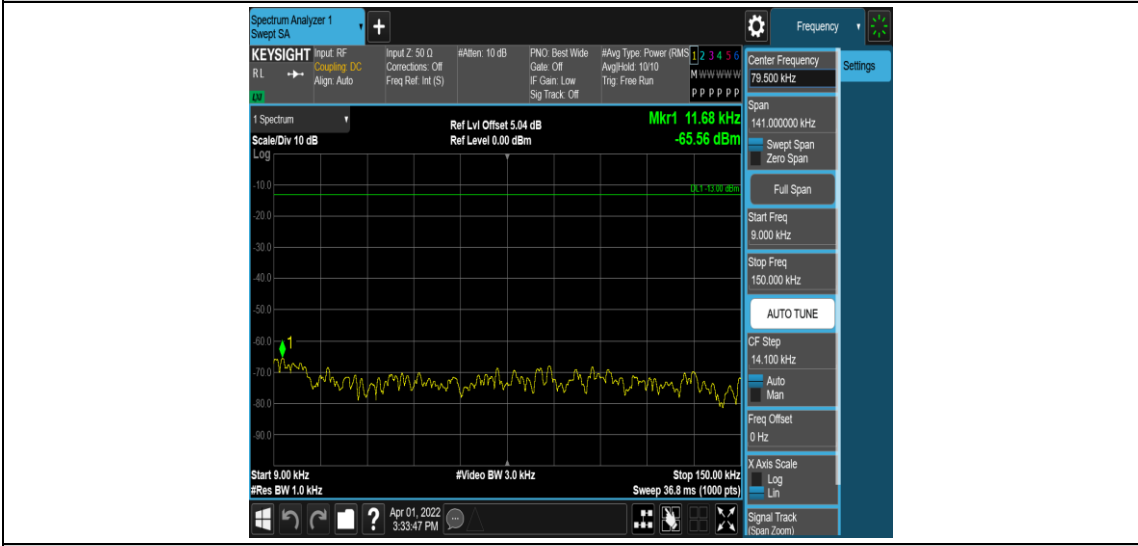 Spectrum Analyzer 1
Swept SA
+
Frequency
KEYSIGHT
RL
Input: RF
Coupling: DC
Align: Auto
Input Z: 50 Ω
Corrections: Off
Freq Ref: Int (S)
#Atten: 10 dB
PNO: Best Wide
Gate: Off
IF Gain: Low
Sig Track: Off
#Avg Type: Power (RMS
Avg|Hold: 10/10
Trig: Free Run
1 2 3 4 5 6
M W W W W W
P P P P P P
1 Spectrum
Scale/Div 10 dB
Log
Ref Lvl Offset 5.04 dB
Ref Level 0.00 dBm
Mkr1 11.68 kHz
-65.56 dBm
DL1 -13.00 dBm
-10.0
-20.0
-30.0
-40.0
-50.0
-60.0
1
-70.0
-80.0
-90.0
Start 9.00 kHz
#Res BW 1.0 kHz
#Video BW 3.0 kHz
Stop 150.00 kHz
Sweep 36.8 ms (1000 pts)
?
Apr 01, 2022
3:33:47 PM
Center Frequency
79.500 kHz
Settings
Span
141.000000 kHz
Swept Span
Zero Span
Full Span
Start Freq
9.000 kHz
Stop Freq
150.000 kHz
AUTO TUNE
CF Step
14.100 kHz
Auto
Man
Freq Offset
0 Hz
X Axis Scale
Log
Lin
Signal Track
(Span Zoom)